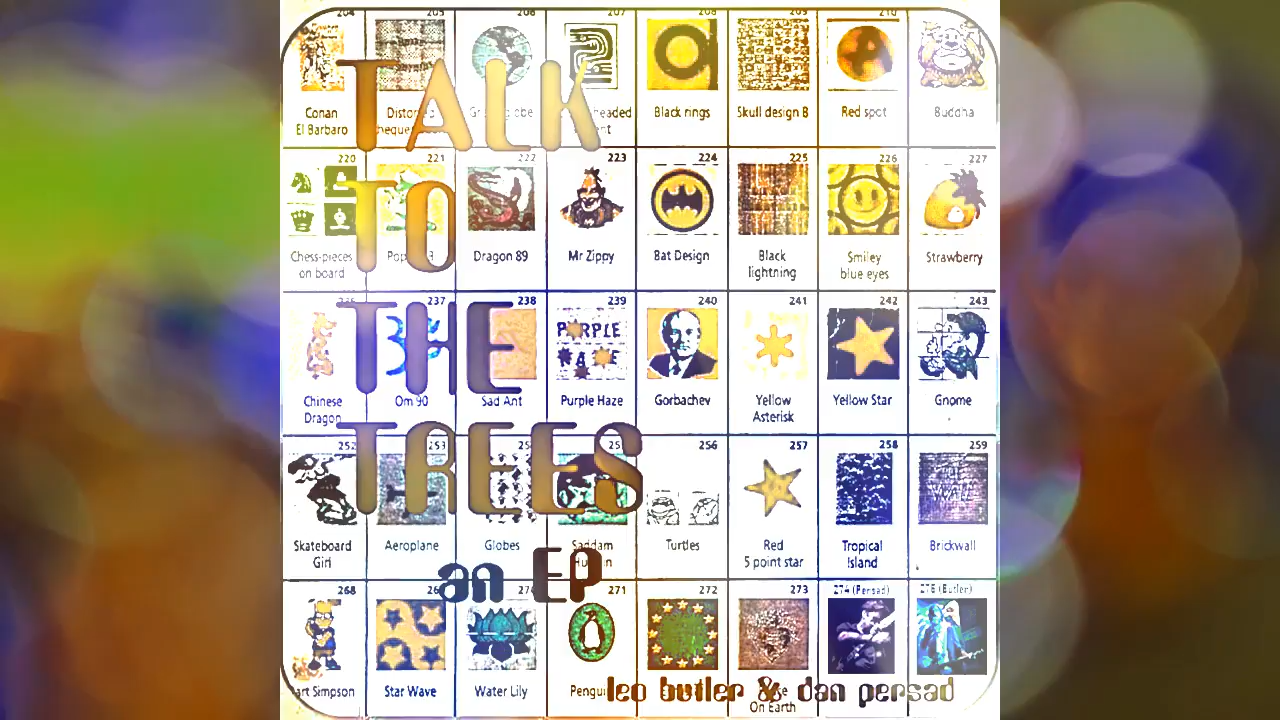 204 205 206 207 208 209 210
Conan
El Barbaro
Black rings
Skull design B
Red spot
Buddha
TALK
220 221 222 223 224 225 226 227
Chess-pieces
on board
Dragon 89
Mr Zippy
Bat Design
Black
lightning
Smiley
blue eyes
Strawberry
TO
237 238 239 240 241 242 243
PURPLE
HAZE
Chinese
Dragon
Om 90
Sad Ant
Purple Haze
Gorbachev
Yellow
Asterisk
Yellow Star
Gnome
THE
252 253 256 257 258 259
Skateboard
Girl
Aeroplane
Globes
Saddam
Turtles
Red
5 point star
Tropical
Island
Brickwall
TREES
an EP
268 271 272 273 274 (Persad) 275 (Butler)
Star Wave
Water Lily
On Earth
leo butler & dan persad